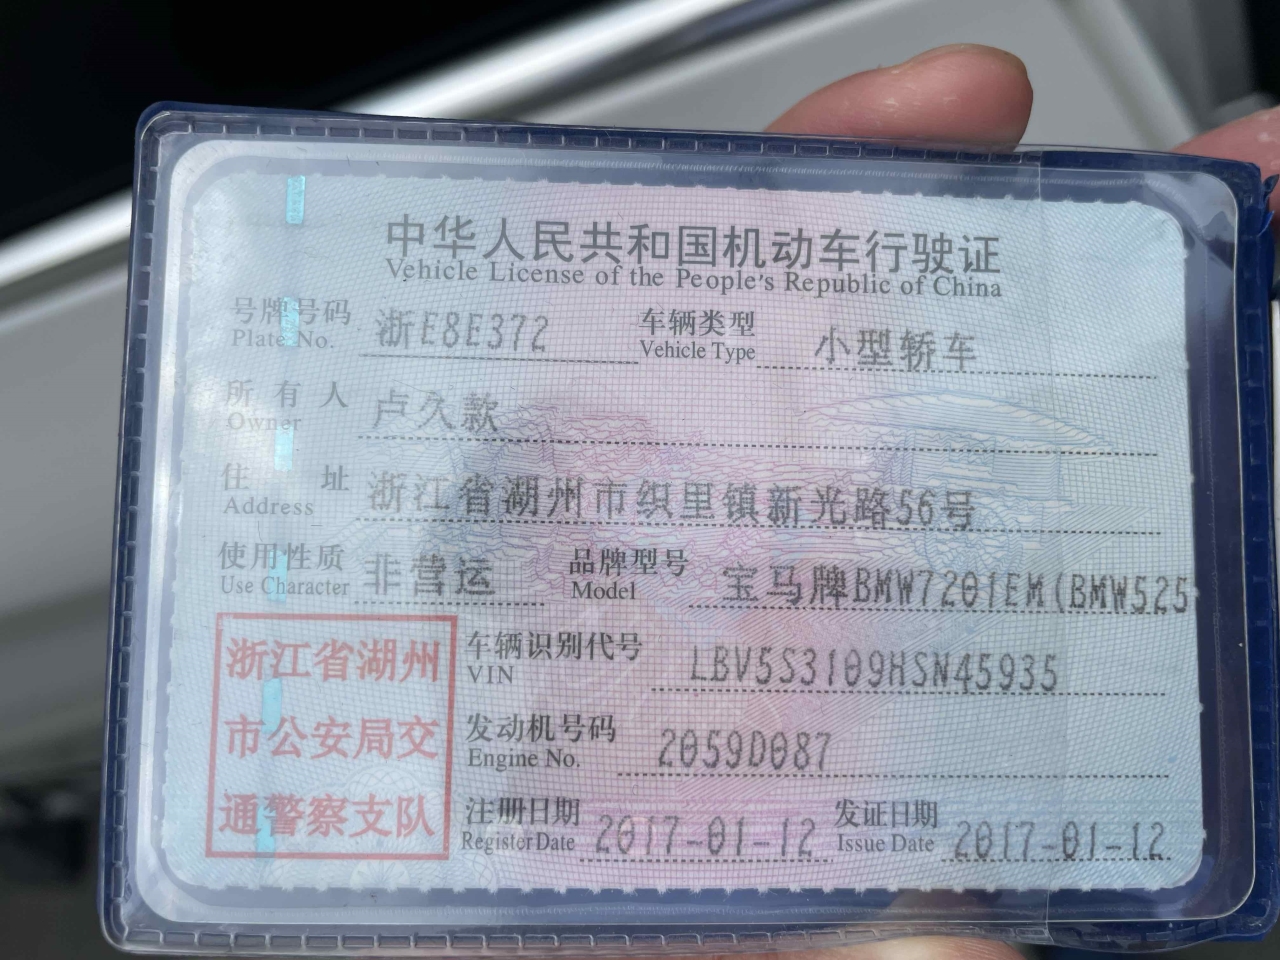 中华人民共和国机动车行驶证
Vehicle License of the People's Republic of China
号牌号码 浙E8E372 车辆类型 小型轿车
Plate No. Vehicle Type
所有人 卢久款
Owner
住址 浙江省湖州市织里镇新光路56号
Address
使用性质 非营运 品牌型号 宝马牌BMW7201EM(BMW525
Use Character Model
浙江省湖州
市公安局交
通警察支队
车辆识别代号 LBV5S3109HSN45935
VIN
发动机号码 2059D087
Engine No.
注册日期 2017-01-12 发证日期 2017-01-12
Register Date Issue Date